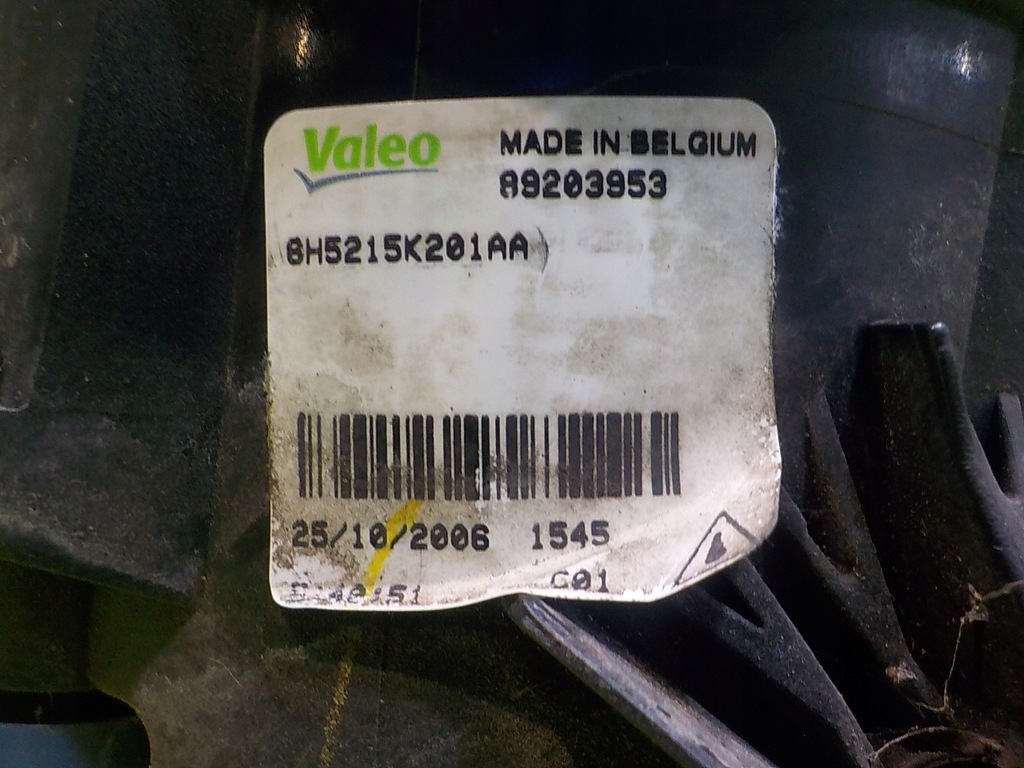 Valeo
MADE IN BELGIUM
89203953
6H5215K201AA
25/10/2006 1545
C01